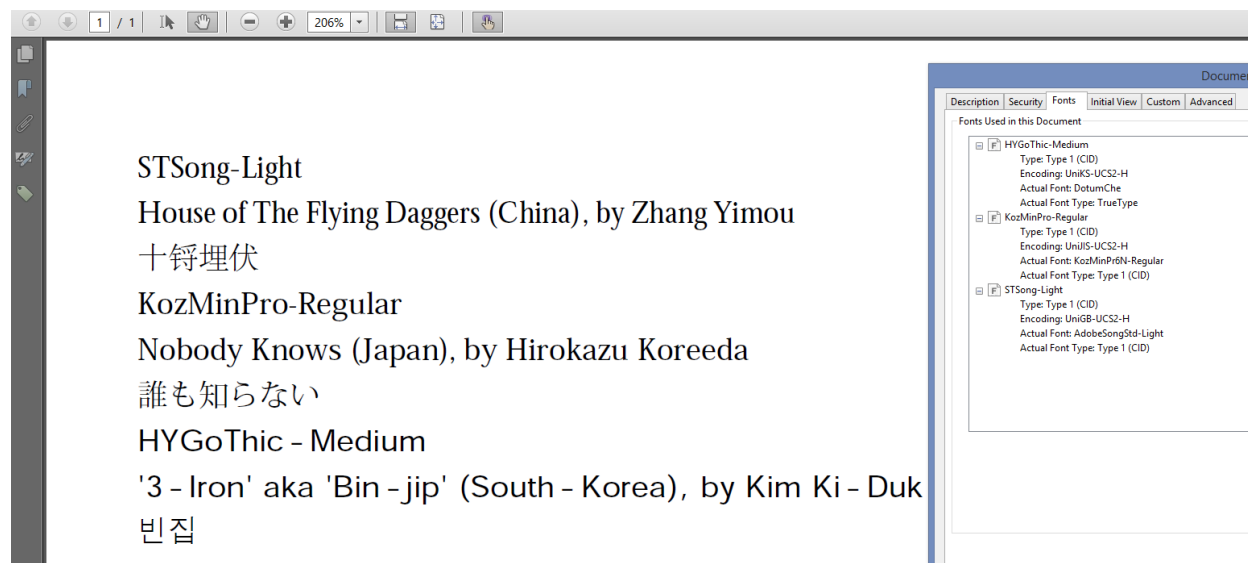 1 / 1 206%
STSong-Light
House of The Flying Daggers (China), by Zhang Yimou
十锊埋伏
KozMinPro-Regular
Nobody Knows (Japan), by Hirokazu Koreeda
誰も知らない
HYGoThic-Medium
'3-Iron' aka 'Bin-jip' (South-Korea), by Kim Ki-Duk
빈집
Docume
Description Security Fonts Initial View Custom Advanced
Fonts Used in this Document
HYGoThic-Medium
Type: Type 1 (CID)
Encoding: UniKS-UCS2-H
Actual Font: DotumChe
Actual Font Type: TrueType
KozMinPro-Regular
Type: Type 1 (CID)
Encoding: UniJIS-UCS2-H
Actual Font: KozMinPr6N-Regular
Actual Font Type: Type 1 (CID)
STSong-Light
Type: Type 1 (CID)
Encoding: UniGB-UCS2-H
Actual Font: AdobeSongStd-Light
Actual Font Type: Type 1 (CID)